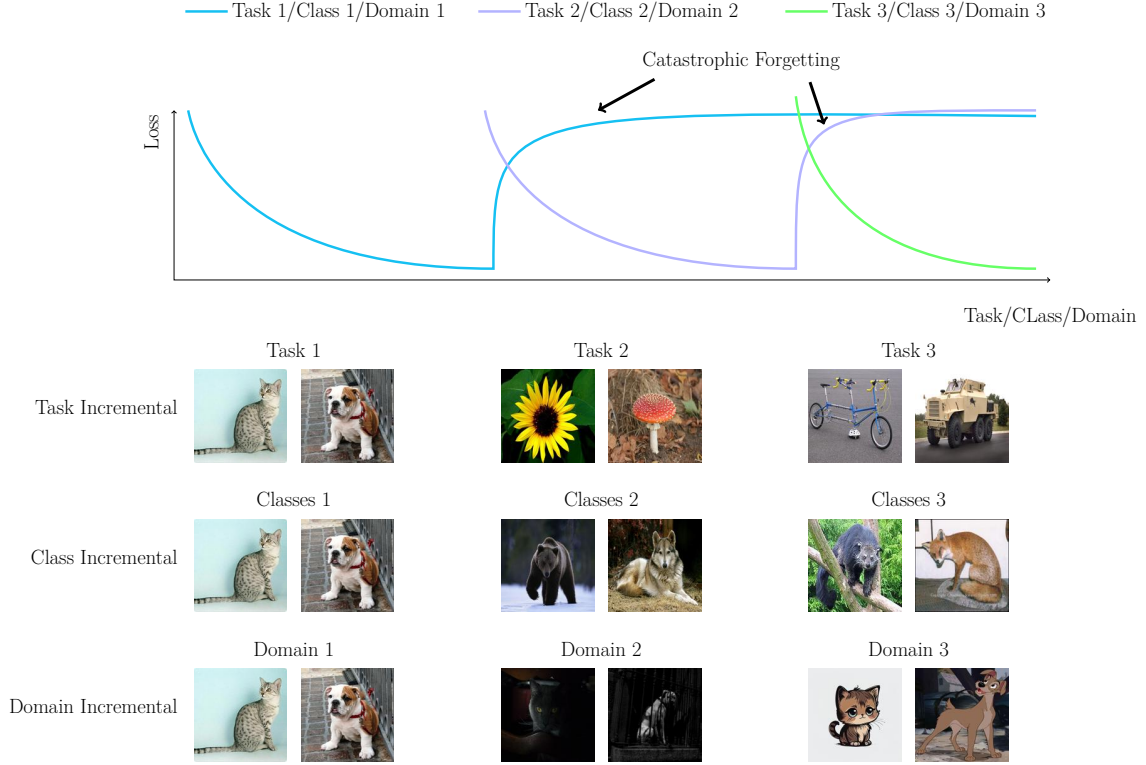 Task 1/Class 1/Domain 1 Task 2/Class 2/Domain 2 Task 3/Class 3/Domain 3
Catastrophic Forgetting
Loss
Task/CLass/Domain
Task 1 Task 2 Task 3
Task Incremental
Classes 1 Classes 2 Classes 3
Class Incremental
Domain 1 Domain 2 Domain 3
Domain Incremental